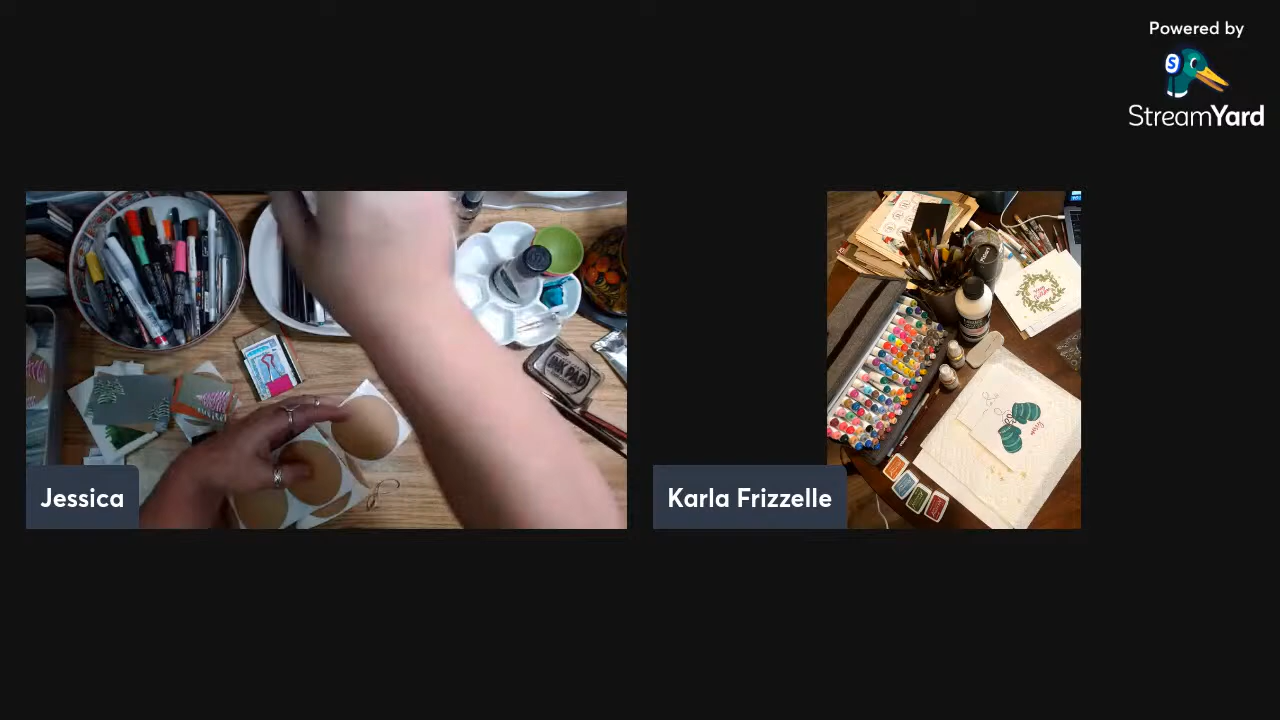 Powered by
S
StreamYard
INK PAD
Jessica
Karla Frizzelle